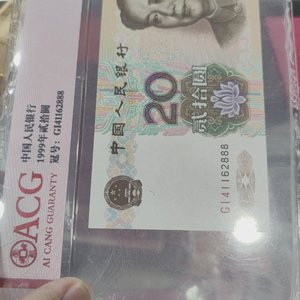 中国人民银行
1999年贰拾圆
冠号: GI41162888
ACG
AI CANG GUARANTY
中国人民银行
20
贰拾圆
GI41162888